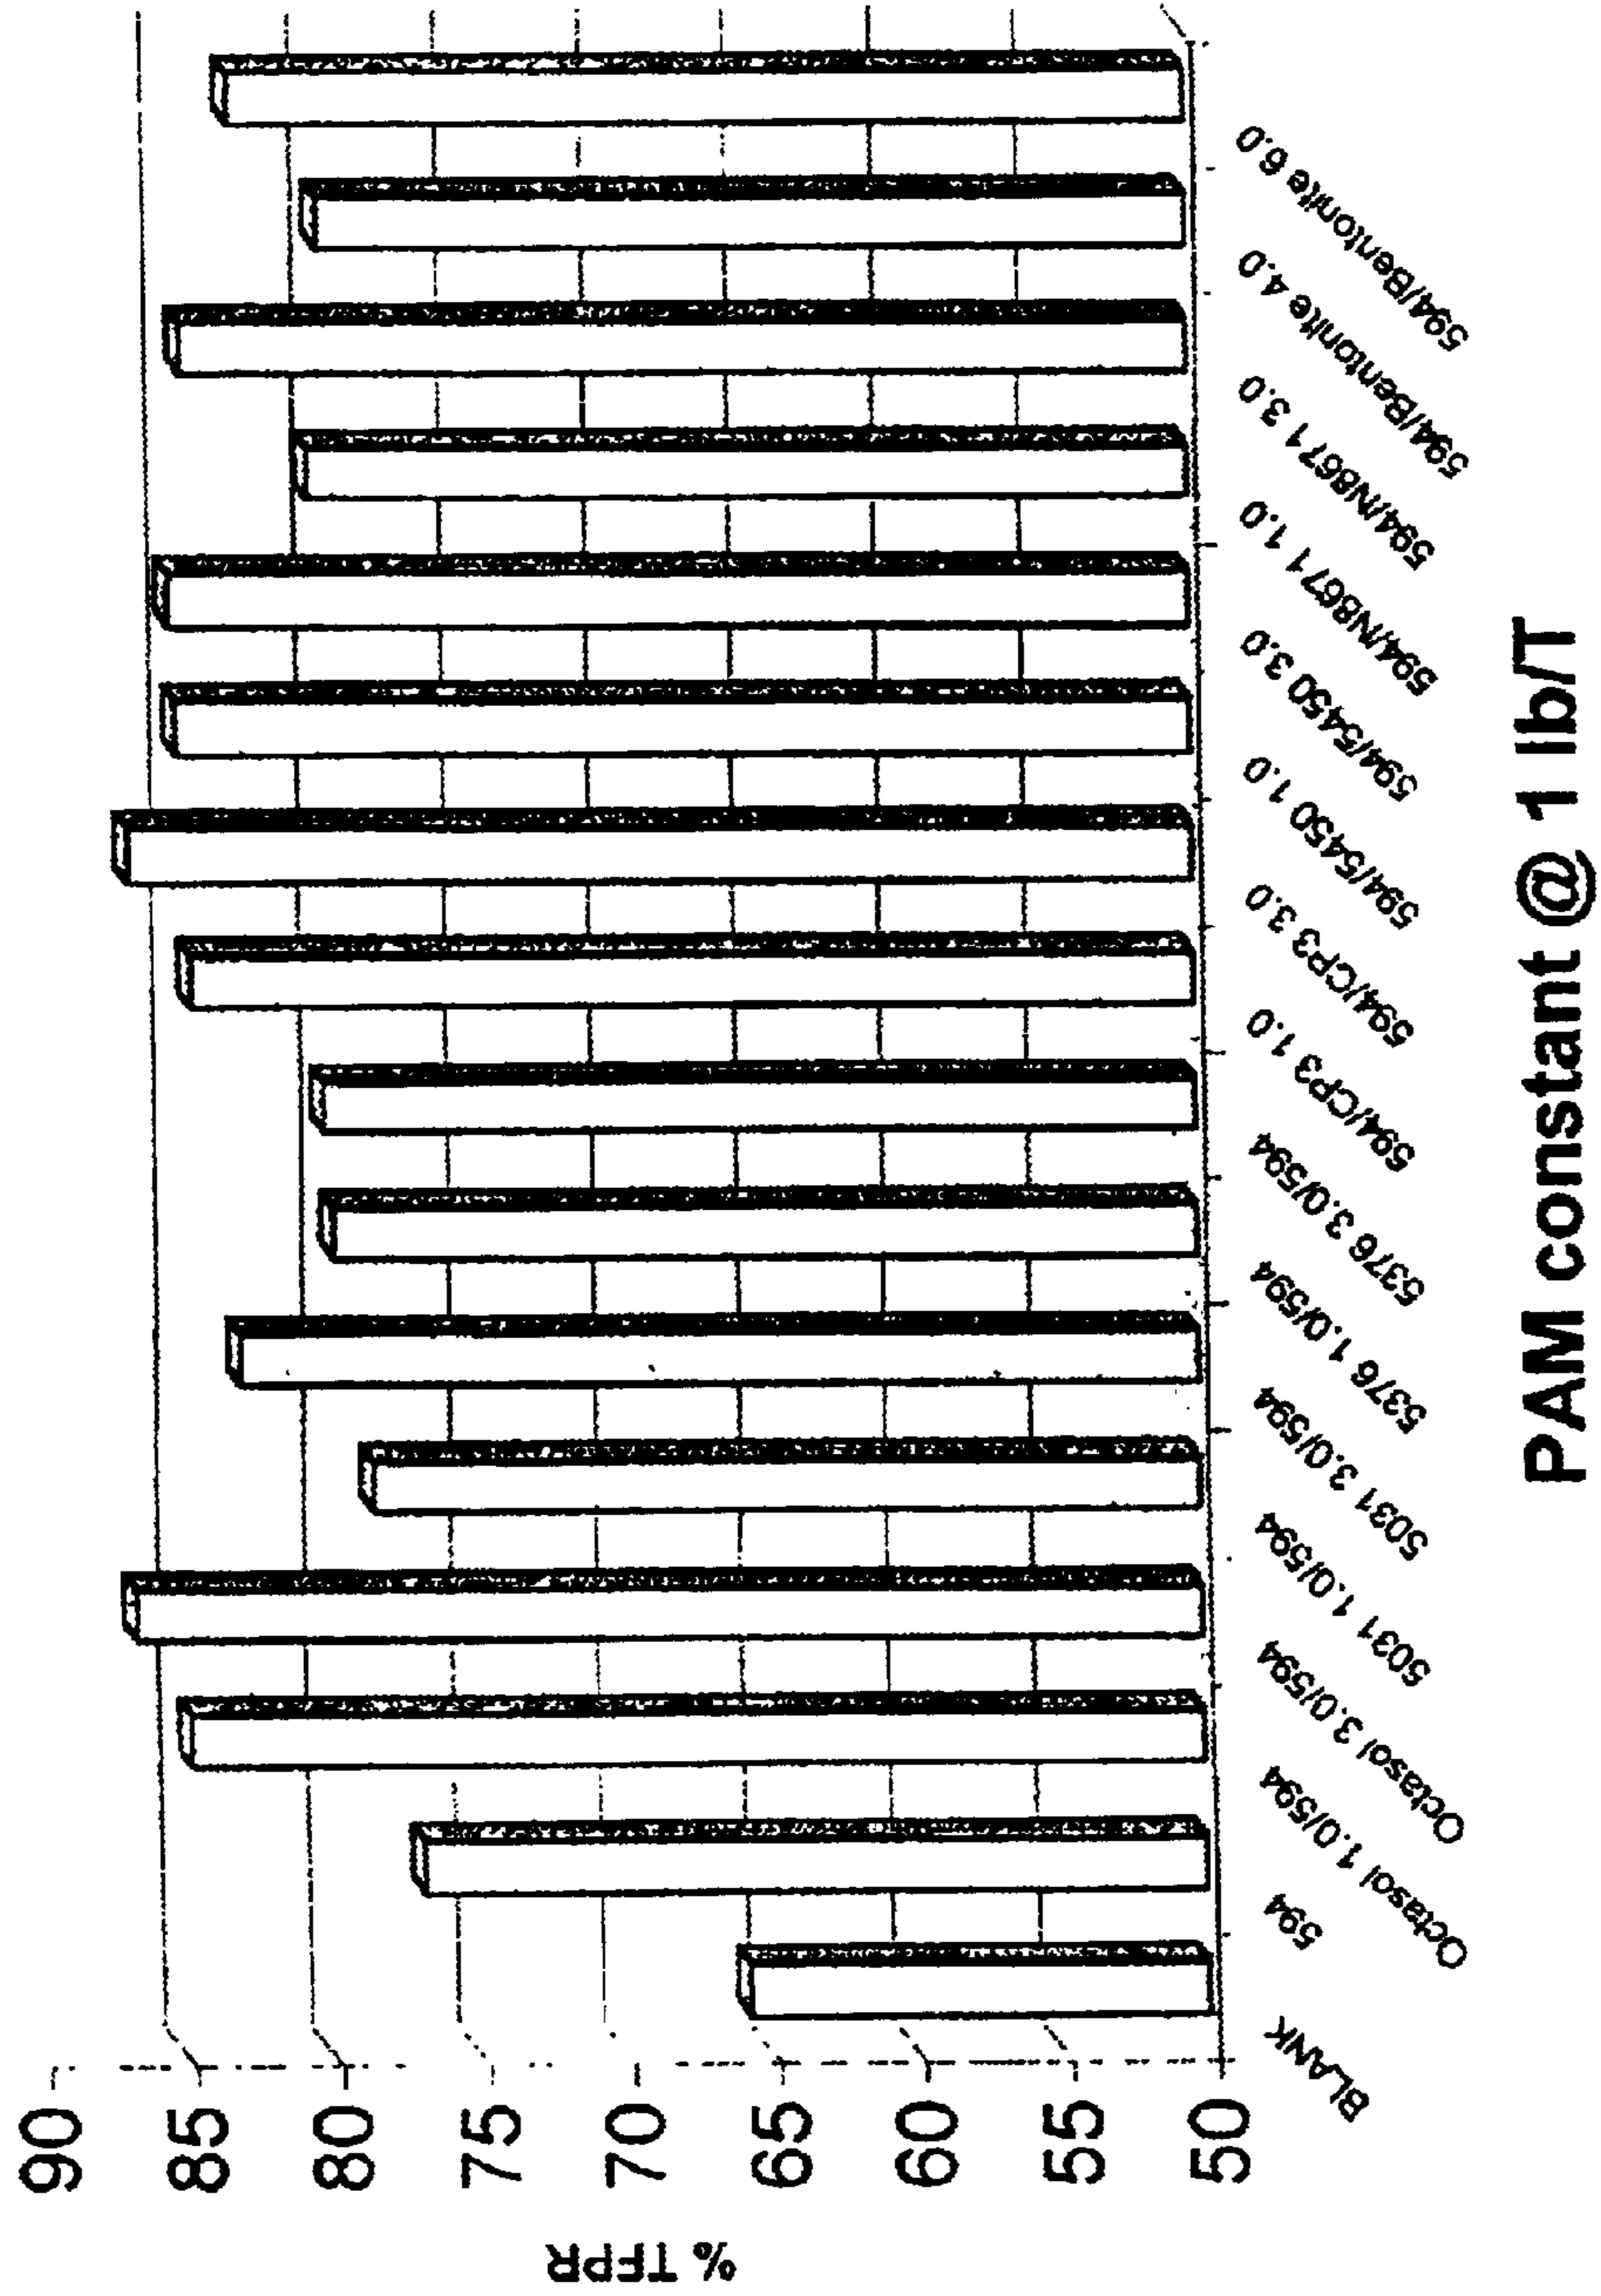 % TFPR
90
85
80
75
70
65
60
55
50
BLANK
594
Octasol 1.0/594
Octasol 3.0/594
5031 1.0/594
5031 3.0/594
5376 1.0/594
5376 3.0/594
594/CP3 1.0
594/CP3 3.0
594/5450 1.0
594/5450 3.0
594/N8671 1.0
594/N8671 3.0
594/Bentonite 4.0
594/Bentonite 6.0
PAM constant @ 1 lb/T